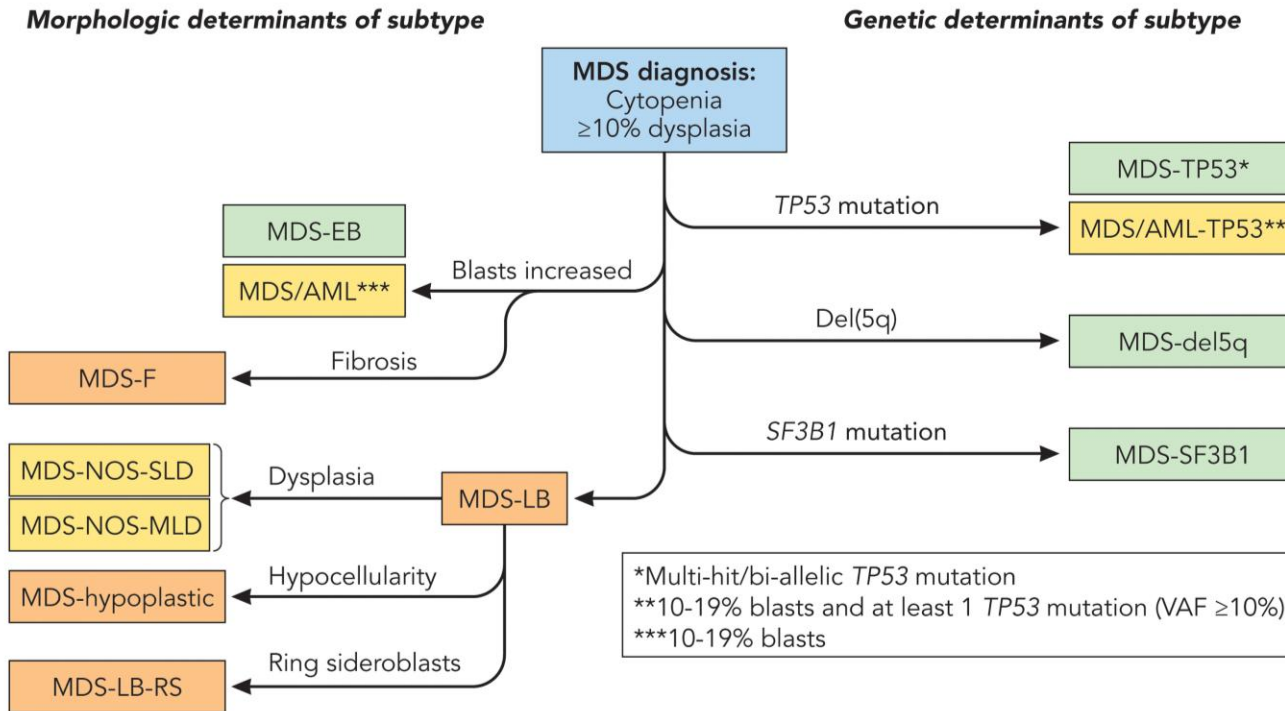 Morphologic determinants of subtype
Genetic determinants of subtype
MDS diagnosis:
Cytopenia
≥10% dysplasia
TP53 mutation
MDS-TP53*
MDS/AML-TP53**
MDS-EB
MDS/AML***
Blasts increased
Del(5q)
MDS-del5q
Fibrosis
MDS-F
SF3B1 mutation
MDS-SF3B1
MDS-NOS-SLD
MDS-NOS-MLD
Dysplasia
MDS-LB
Hypocellularity
MDS-hypoplastic
Ring sideroblasts
MDS-LB-RS
*Multi-hit/bi-allelic TP53 mutation
**10-19% blasts and at least 1 TP53 mutation (VAF ≥10%)
***10-19% blasts